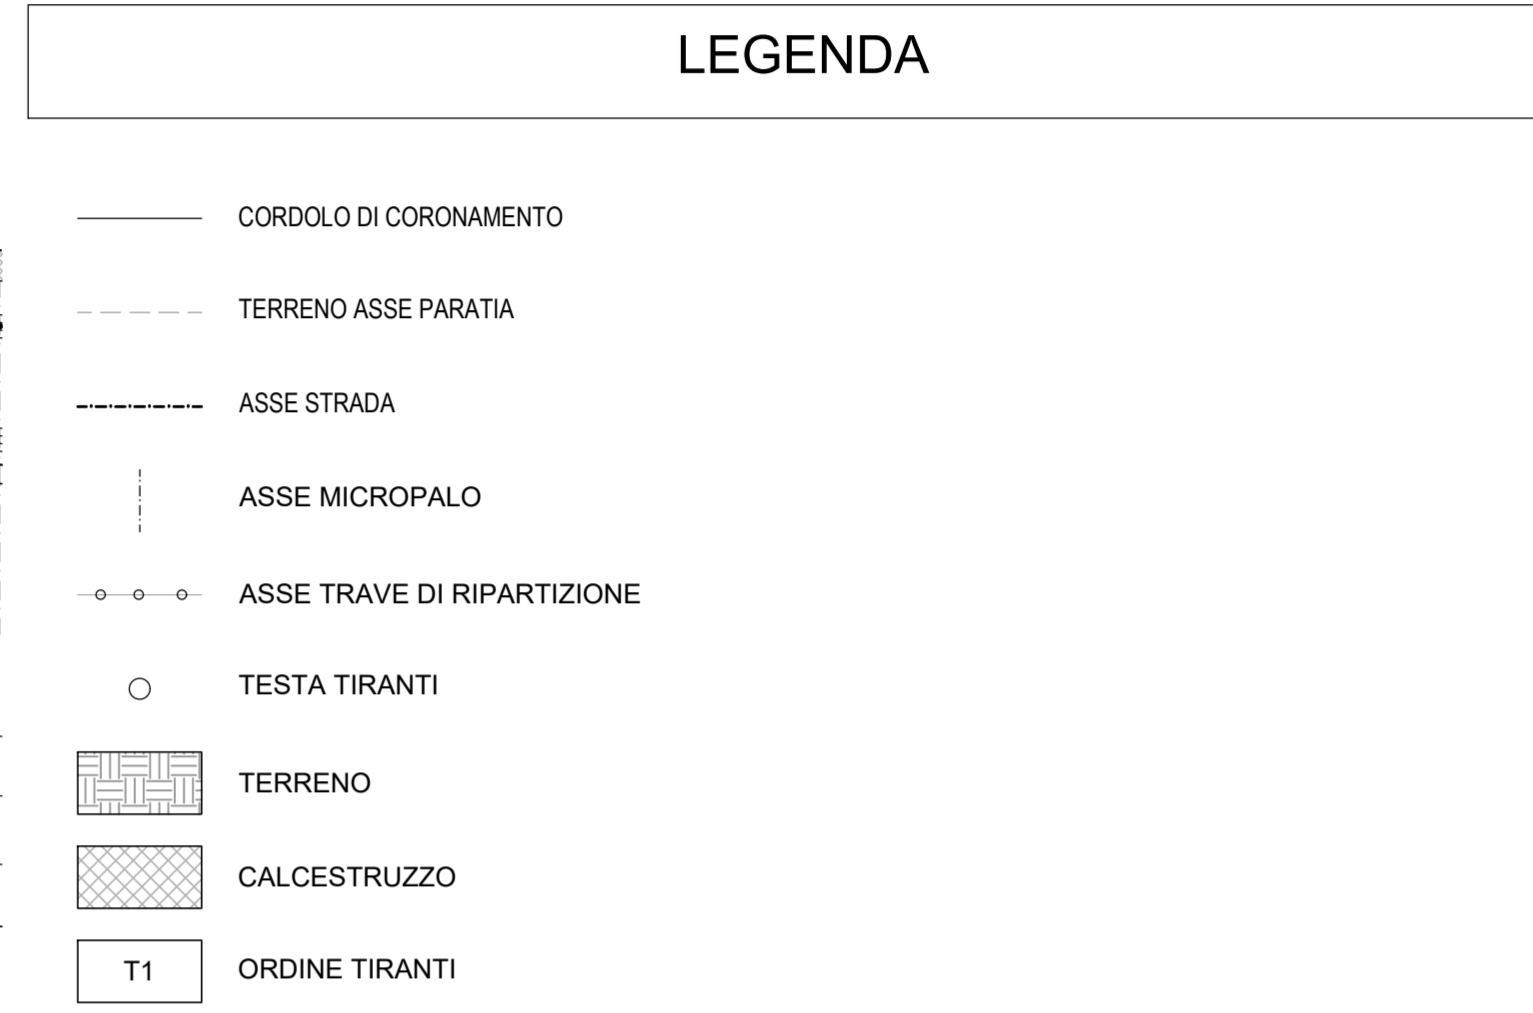 LEGENDA
CORDOLO DI CORONAMENTO
TERRENO ASSE PARATIA
ASSE STRADA
ASSE MICROPALO
ASSE TRAVE DI RIPARTIZIONE
TESTA TIRANTI
TERRENO
CALCESTRUZZO
T1 ORDINE TIRANTI